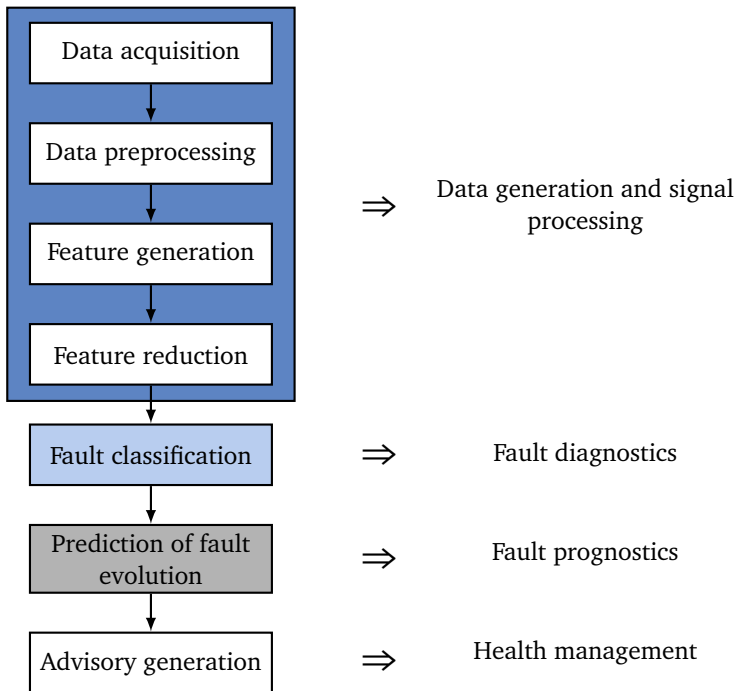 Data acquisition
Data preprocessing
Feature generation
Feature reduction
⇒ Data generation and signal
processing
Fault classification ⇒ Fault diagnostics
Prediction of fault
evolution ⇒ Fault prognostics
Advisory generation ⇒ Health management